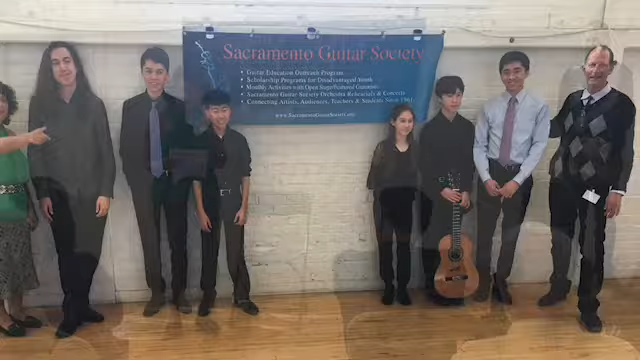 Sacramento Guitar Society
• Guitar Education Outreach Program
• Scholarship Programs for Disadvantaged Youth
• Monthly Activities with Open Stage/Featured Guitarists
• Sacramento Guitar Society Orchestra Rehearsals & Concerts
• Connecting Artists, Audiences, Teachers & Students Since 1961
www.SacramentoGuitarSociety.org